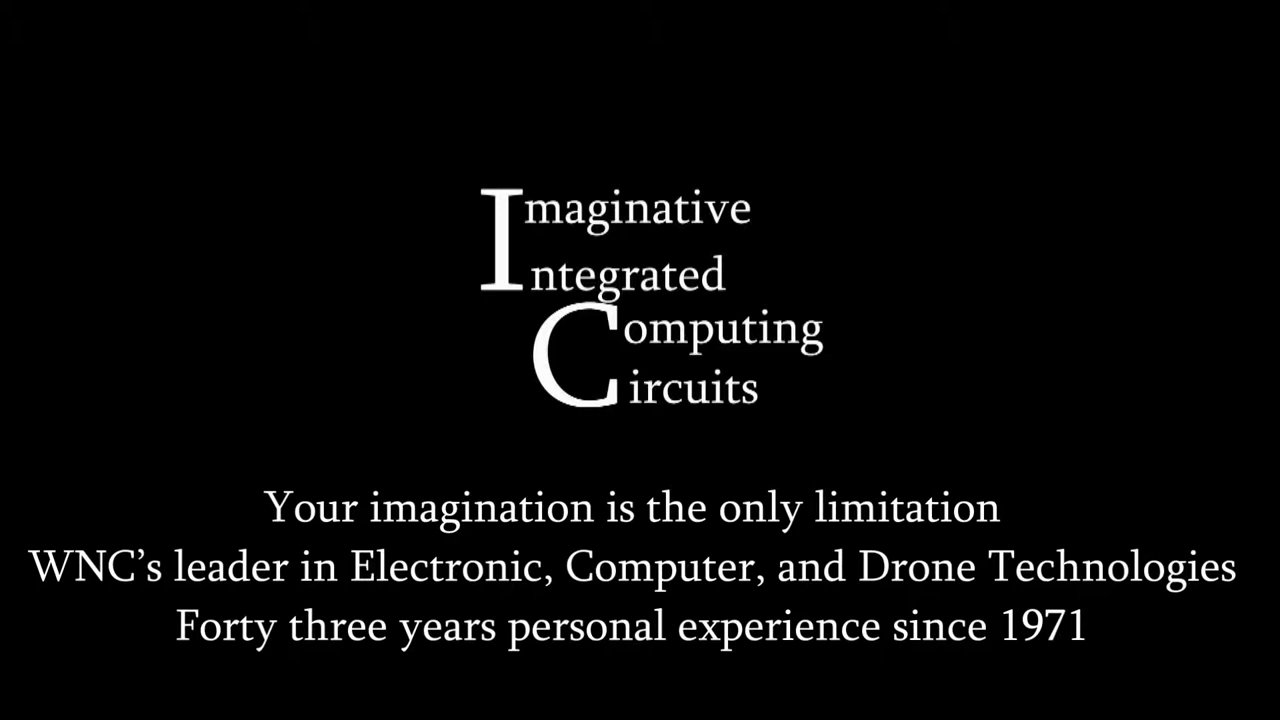 Imaginative
Integrated
Computing
Circuits
Your imagination is the only limitation
WNC’s leader in Electronic, Computer, and Drone Technologies
Forty three years personal experience since 1971